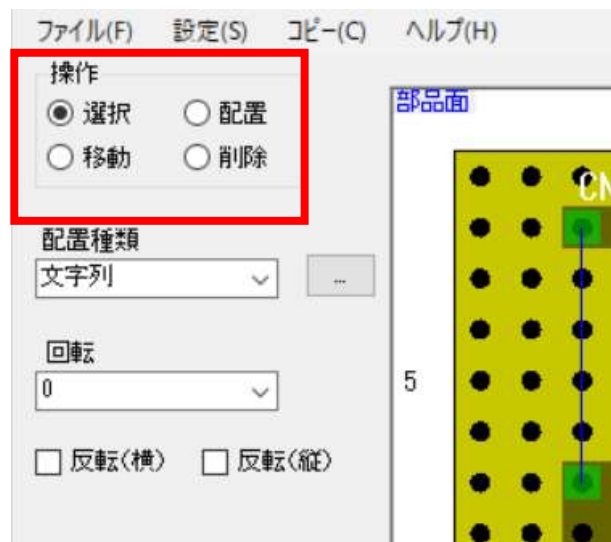 ファイル(F) 設定(S) コピー(C) ヘルプ(H)
操作
選択 配置
移動 削除
部品面
CN
配置種類
文字列
...
回転
0
5
反転(横) 反転(縦)